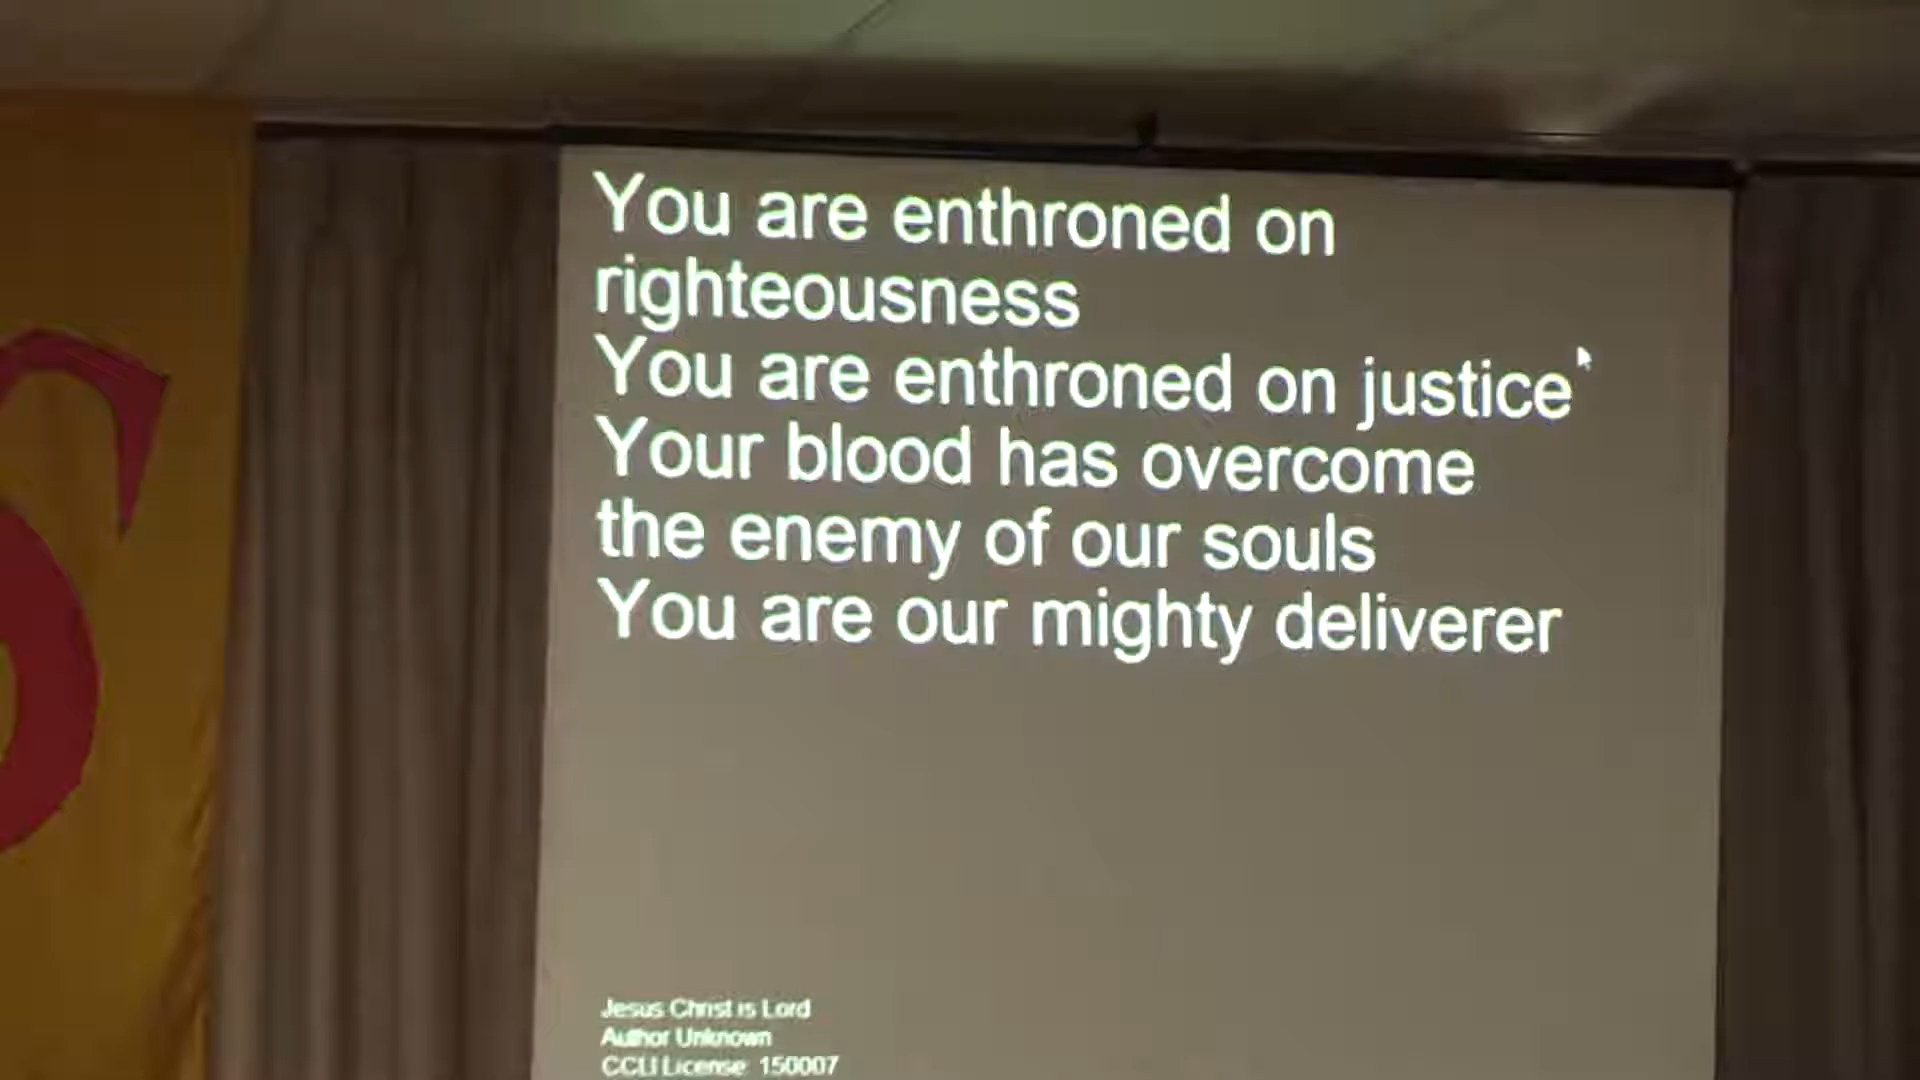 You are enthroned on
righteousness
You are enthroned on justice
Your blood has overcome
the enemy of our souls
You are our mighty deliverer
Jesus Christ is Lord
Author Unknown
CCLI License 150007